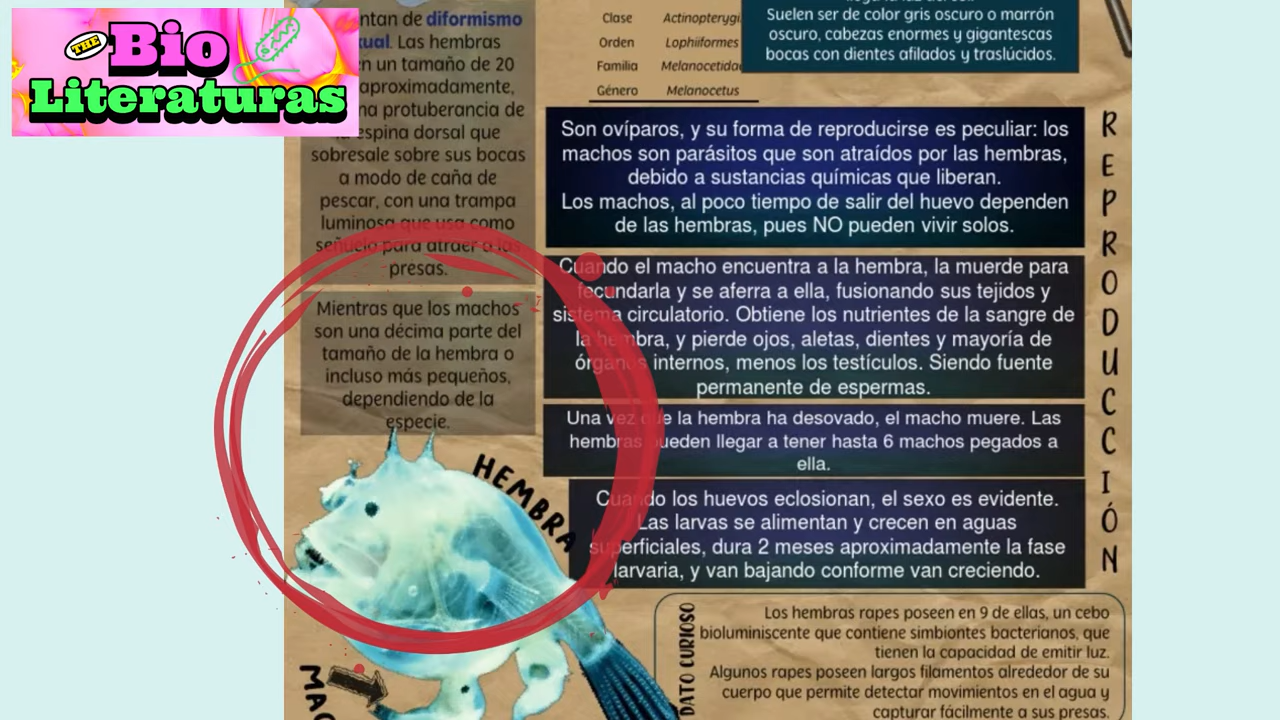 THE
Bio
Literaturas
ntan de diformismo
ual. Las hembras
en un tamaño de 20
aproximadamente,
na protuberancia de
espina dorsal que
sobresale sobre sus bocas
a modo de caña de
pescar, con una trampa
luminosa que usa como
señuelo para atraer a las
presas.
Mientras que los machos
son una décima parte del
tamaño de la hembra o
incluso más pequeños,
dependiendo de la
especie.
HEMBRA
Clase Actinopterygi
Orden Lophiiformes
Familia Melanocetida
Género Melanocetus
Suelen ser de color gris oscuro o marrón
oscuro, cabezas enormes y gigantescas
bocas con dientes afilados y traslúcidos.
REPRODUCCIÓN
Son ovíparos, y su forma de reproducirse es peculiar: los
machos son parásitos que son atraídos por las hembras,
debido a sustancias químicas que liberan.
Los machos, al poco tiempo de salir del huevo dependen
de las hembras, pues NO pueden vivir solos.
Cuando el macho encuentra a la hembra, la muerde para
fecundarla y se aferra a ella, fusionando sus tejidos y
sistema circulatorio. Obtiene los nutrientes de la sangre de
la hembra, y pierde ojos, aletas, dientes y mayoría de
órganos internos, menos los testículos. Siendo fuente
permanente de espermas.
Una vez que la hembra ha desovado, el macho muere. Las
hembras pueden llegar a tener hasta 6 machos pegados a
ella.
Cuando los huevos eclosionan, el sexo es evidente.
Las larvas se alimentan y crecen en aguas
superficiales, dura 2 meses aproximadamente la fase
larvaria, y van bajando conforme van creciendo.
DATO CURIOSO
Los hembras rapes poseen en 9 de ellas, un cebo
bioluminiscente que contiene simbiontes bacterianos, que
tienen la capacidad de emitir luz.
Algunos rapes poseen largos filamentos alrededor de su
cuerpo que permite detectar movimientos en el agua y
capturar fácilmente a sus presas.
MAC